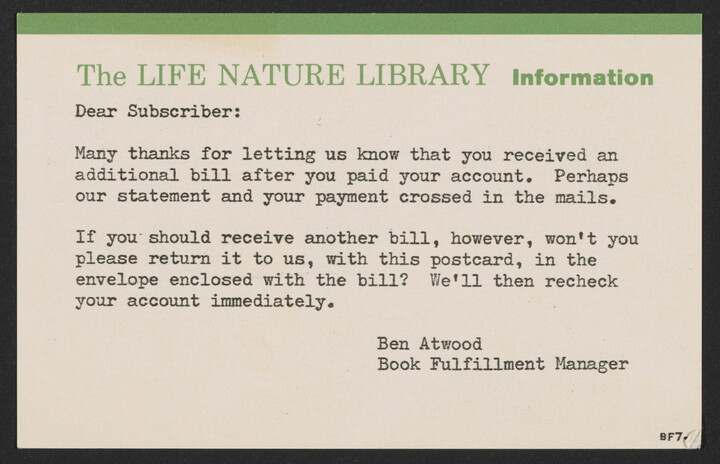 The LIFE NATURE LIBRARY Information
Dear Subscriber:
Many thanks for letting us know that you received an
additional bill after you paid your account. Perhaps
our statement and your payment crossed in the mails.
If you should receive another bill, however, won't you
please return it to us, with this postcard, in the
envelope enclosed with the bill? We'll then recheck
your account immediately.
Ben Atwood
Book Fulfillment Manager
BF7.